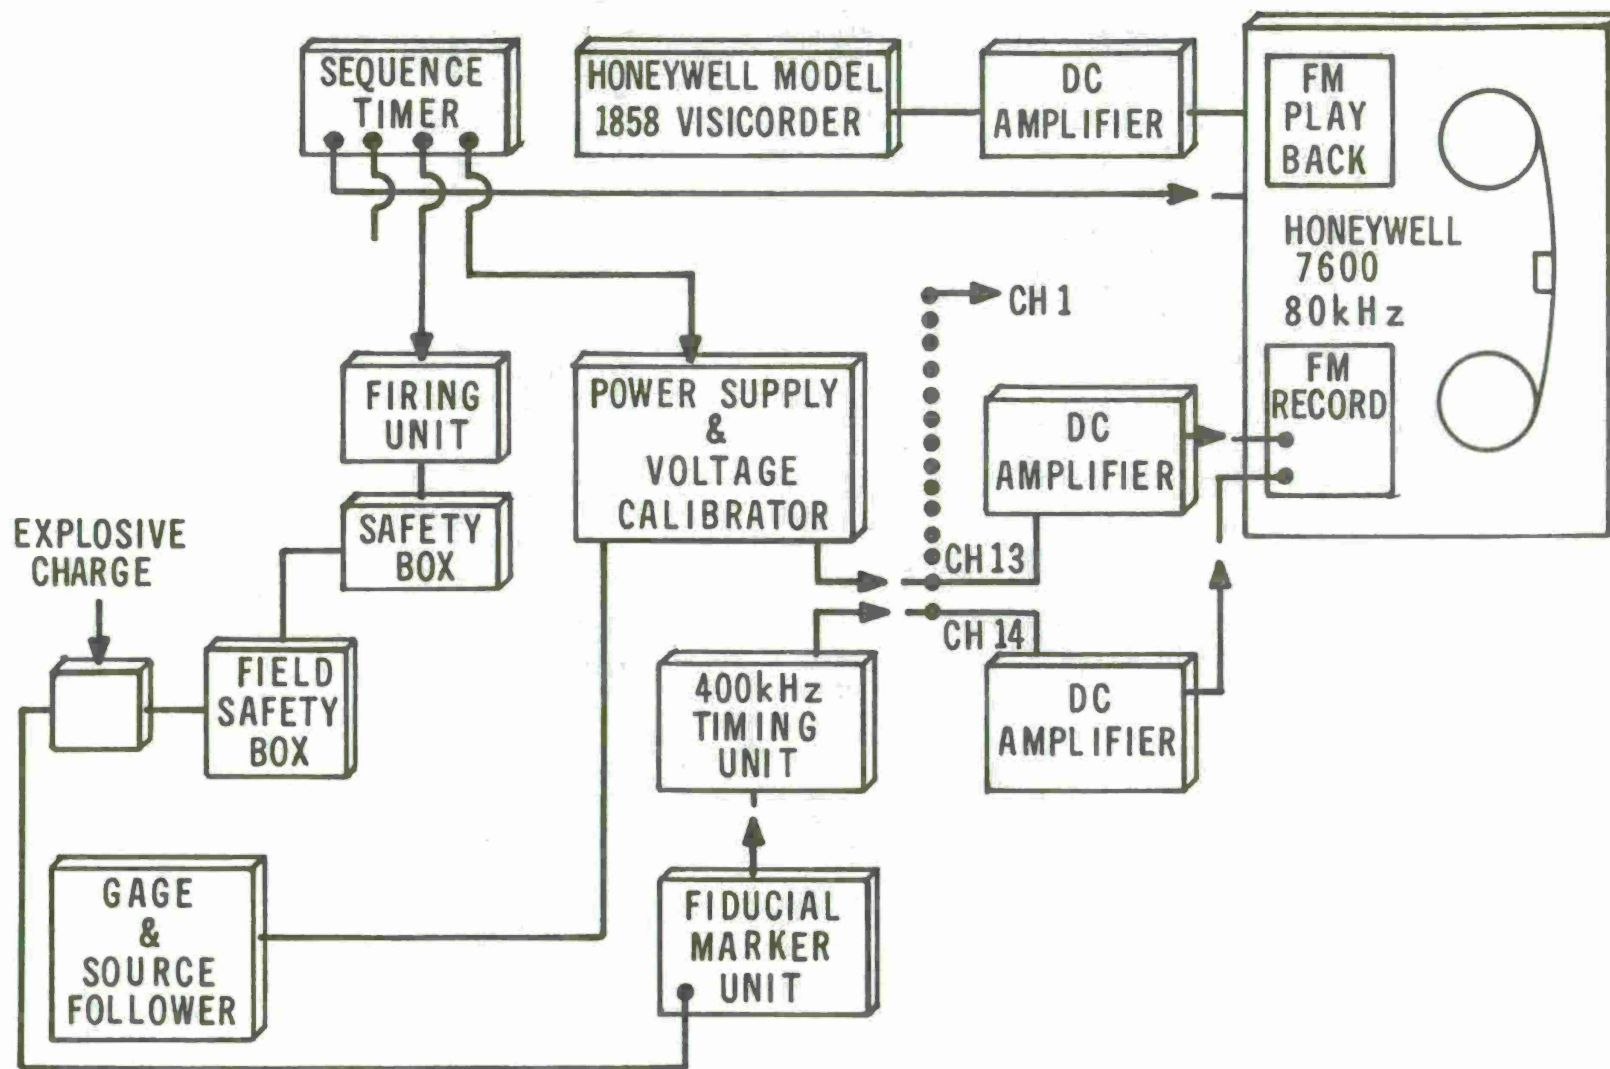 SEQUENCE
TIMER
HONEYWELL MODEL
1858 VISICORDER
DC
AMPLIFIER
FM
PLAY
BACK
HONEYWELL
7600
80kHz
FM
RECORD
CH 1
FIRING
UNIT
POWER SUPPLY
&
VOLTAGE
CALIBRATOR
DC
AMPLIFIER
SAFETY
BOX
EXPLOSIVE
CHARGE
CH 13
CH 14
FIELD
SAFETY
BOX
400kHz
TIMING
UNIT
DC
AMPLIFIER
GAGE
&
SOURCE
FOLLOWER
FIDUCIAL
MARKER
UNIT